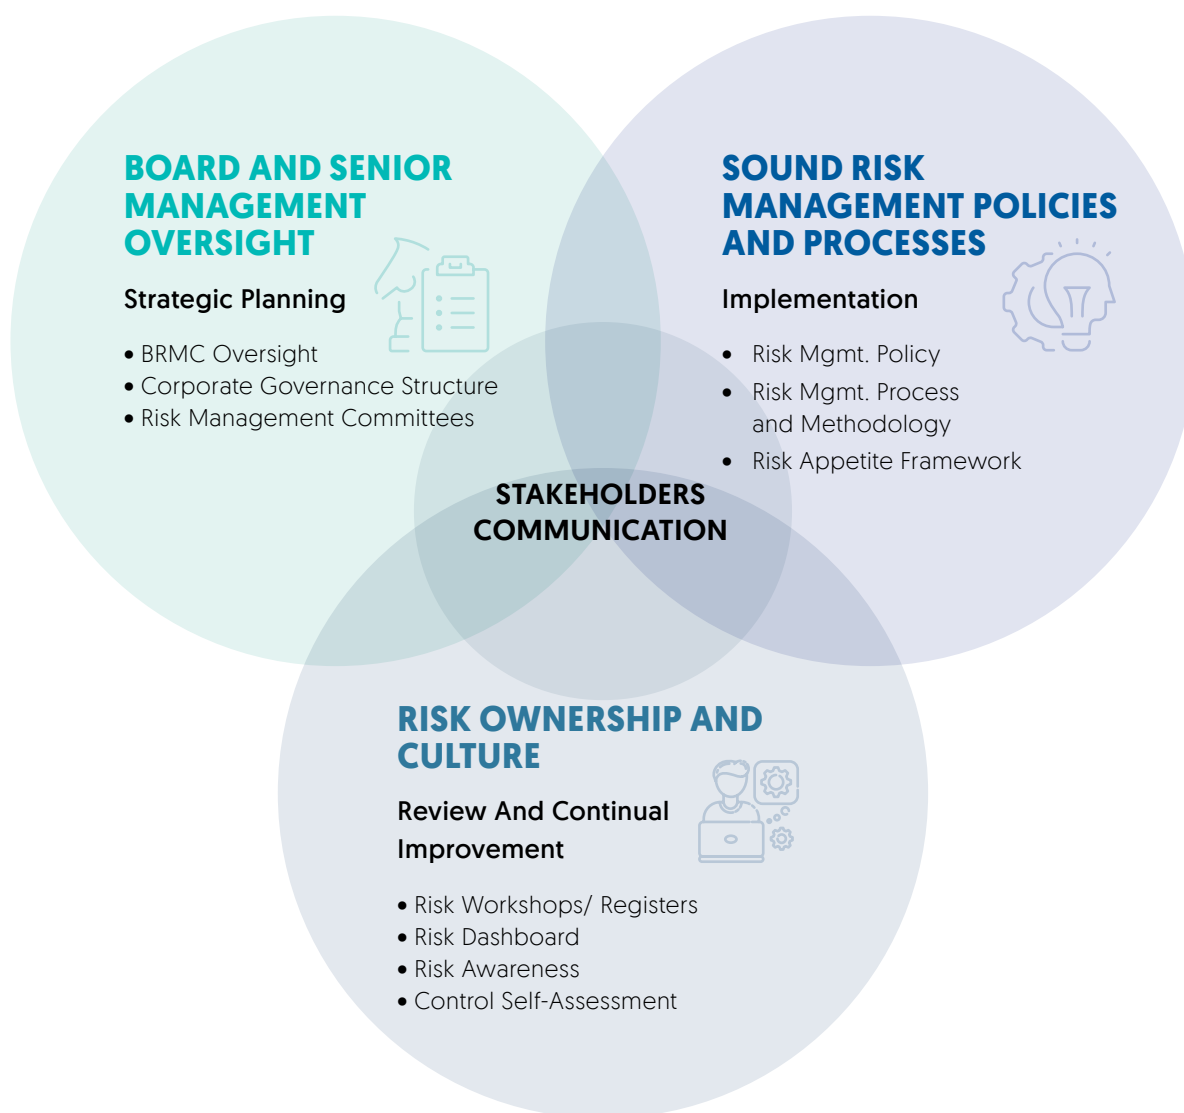 BOARD AND SENIOR
MANAGEMENT
OVERSIGHT
Strategic Planning
• BRMC Oversight
• Corporate Governance Structure
• Risk Management Committees
SOUND RISK
MANAGEMENT POLICIES
AND PROCESSES
Implementation
• Risk Mgmt. Policy
• Risk Mgmt. Process
and Methodology
• Risk Appetite Framework
STAKEHOLDERS
COMMUNICATION
RISK OWNERSHIP AND
CULTURE
Review And Continual
Improvement
• Risk Workshops/ Registers
• Risk Dashboard
• Risk Awareness
• Control Self-Assessment